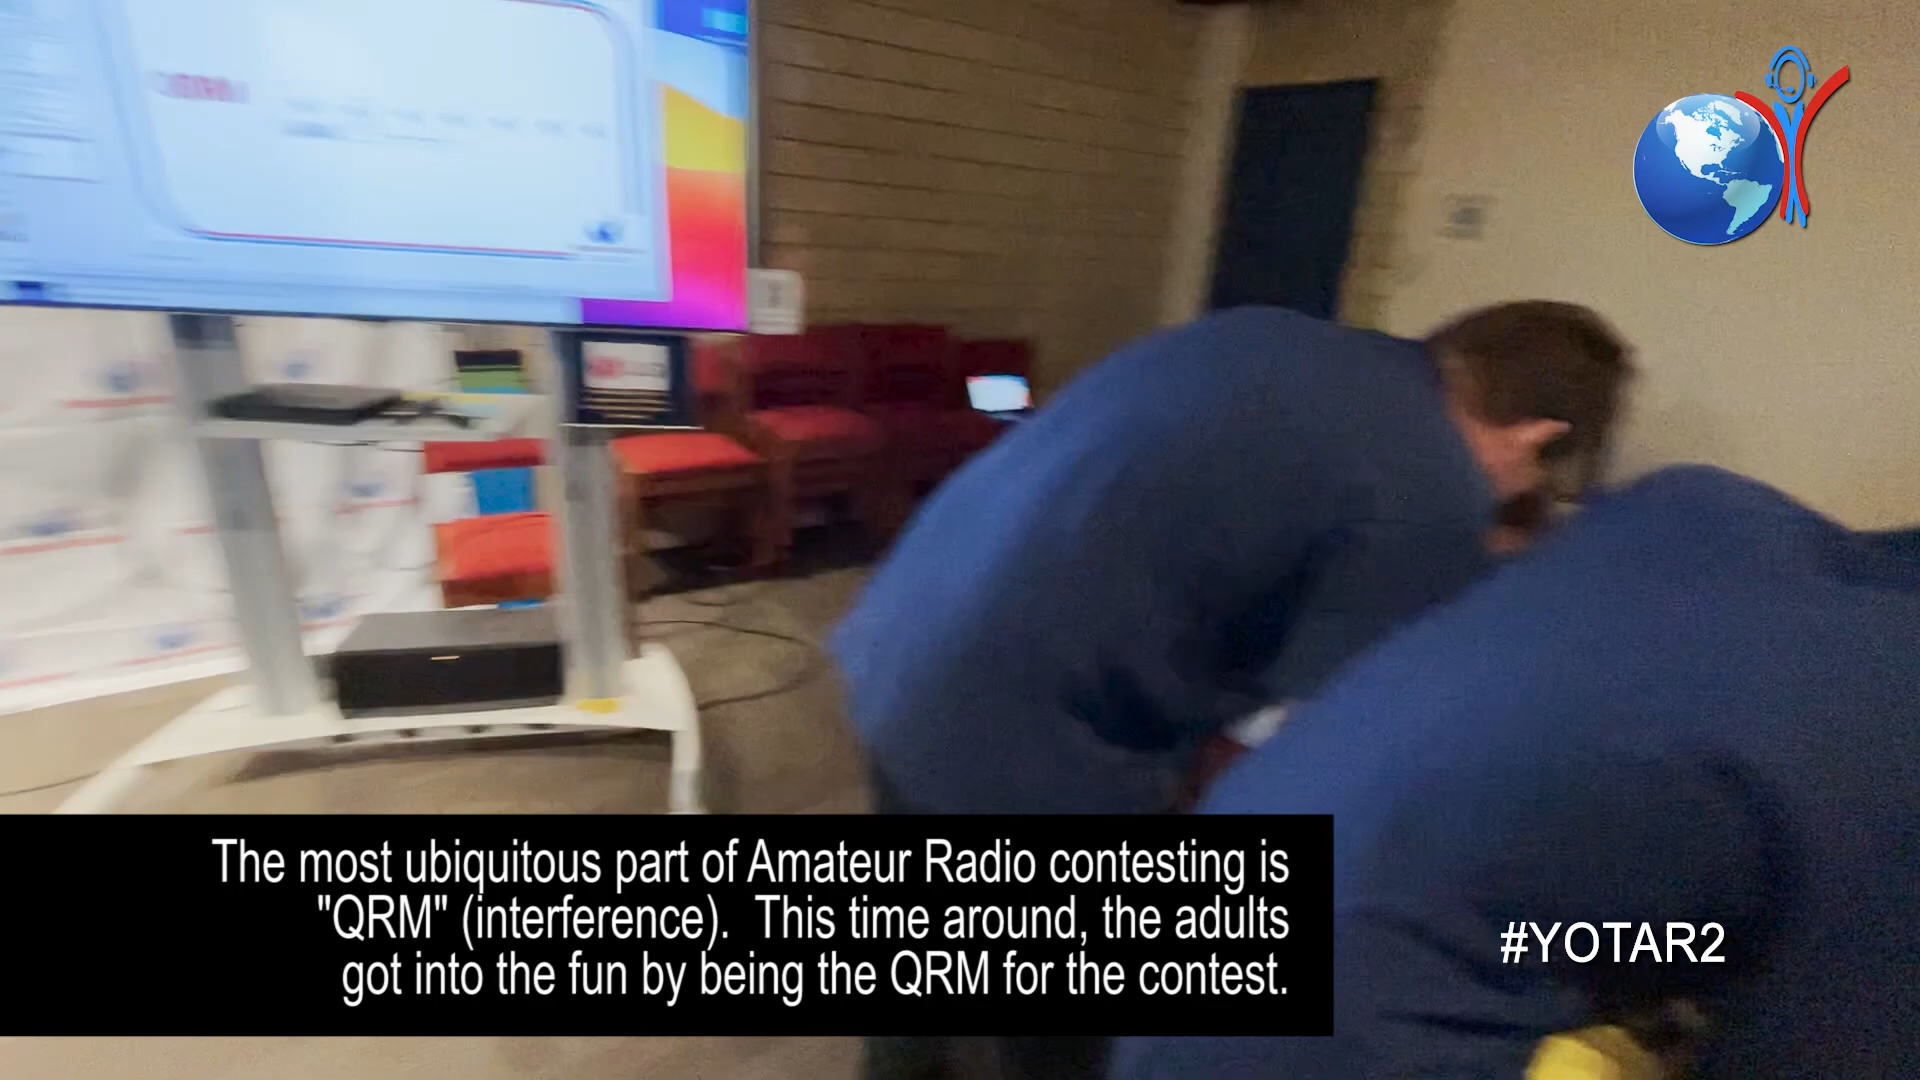 The most ubiquitous part of Amateur Radio contesting is
"QRM" (interference).  This time around, the adults
got into the fun by being the QRM for the contest.
#YOTAR2